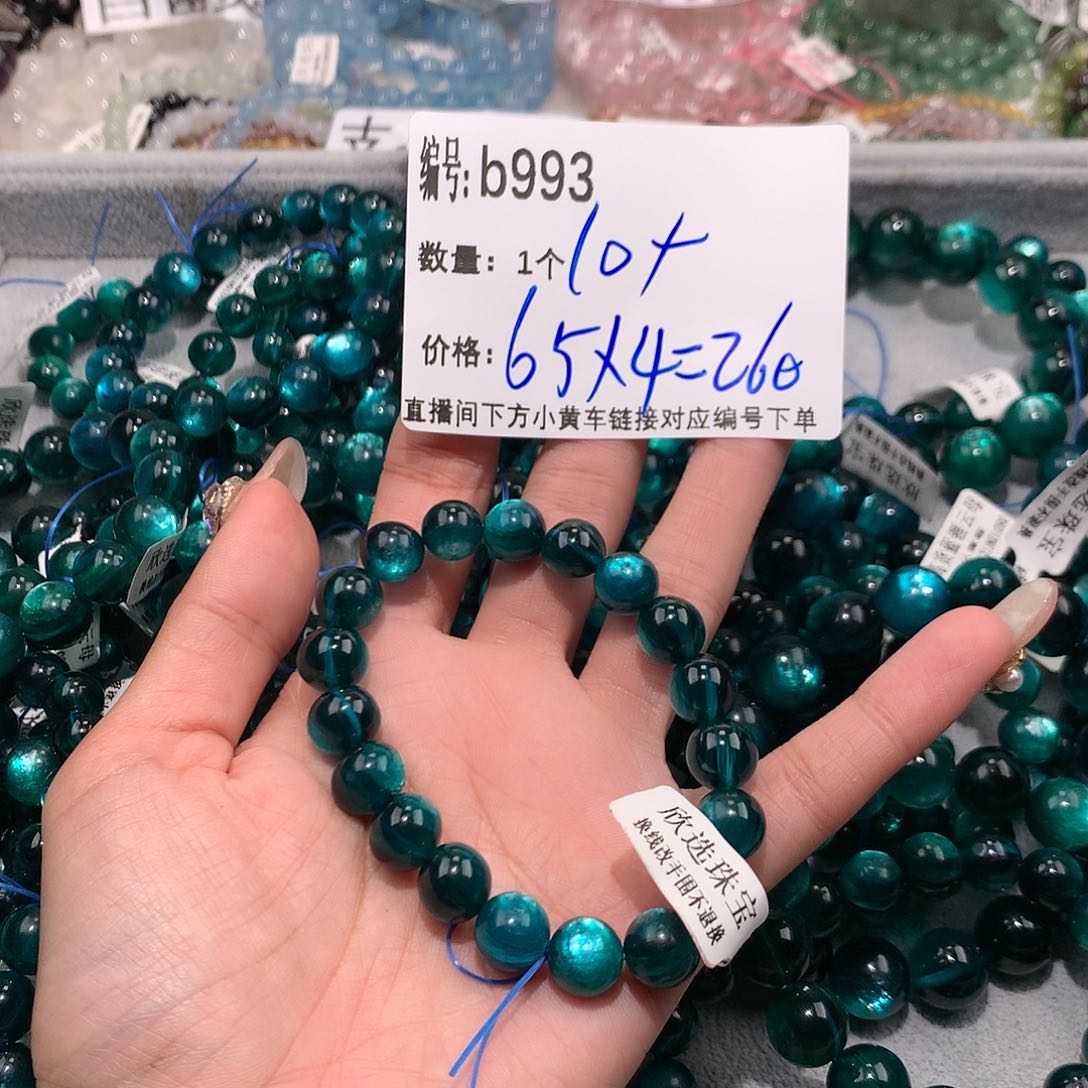 编号: b993
数量: 1个 10+
价格: 65×4=260
直播间下方小黄车链接对应编号下单
欣选珠宝
换线改手围不退换